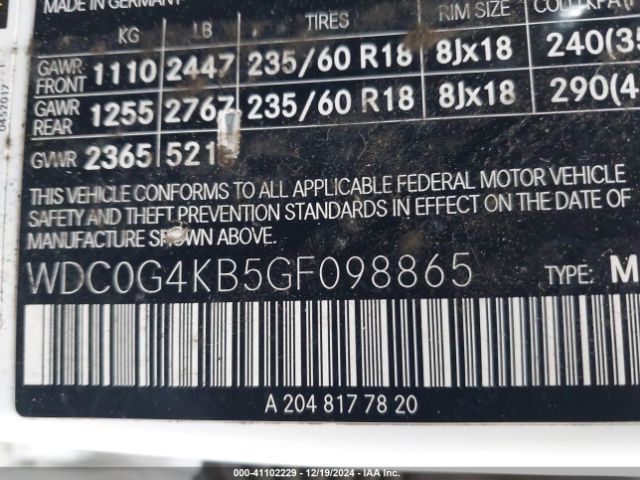 MADE IN GERMANY
KG LB TIRES RIM SIZE COLD KPA
GAWR FRONT 1110 2447 235/60 R18 8Jx18 240(35
GAWR REAR 1255 2767 235/60 R18 8Jx18 290(4
GVWR 2365 521
THIS VEHICLE CONFORMS TO ALL APPLICABLE FEDERAL MOTOR VEHICLE
SAFETY AND THEFT PREVENTION STANDARDS IN EFFECT ON THE DATE OF
MANUFACTURE SHOWN ABOVE.
WDC0G4KB5GF098865 TYPE: M
A 204 817 78 20
000-41102229 - 12/19/2024 - IAA Inc.